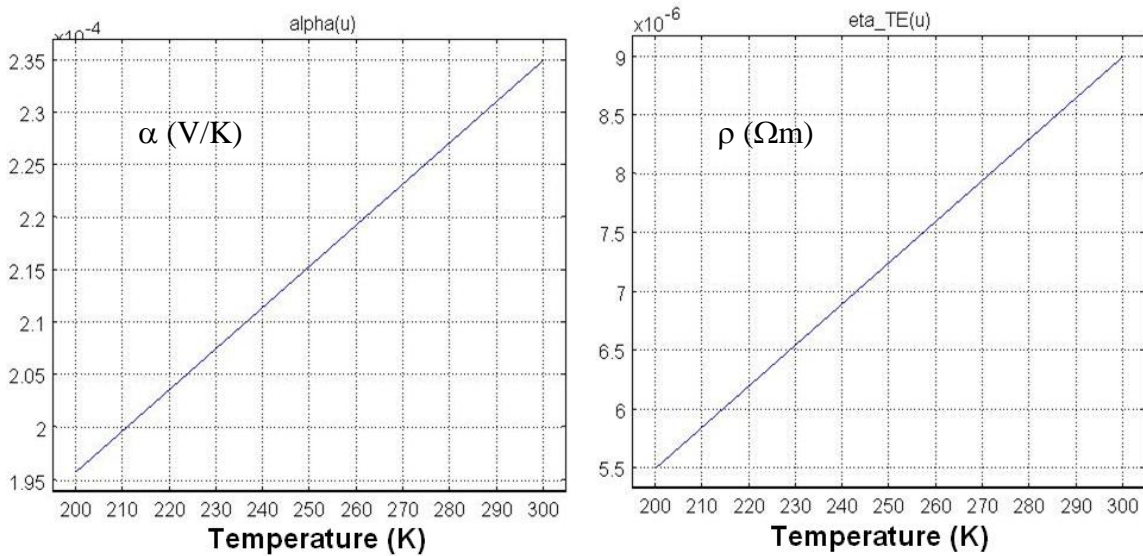 x10-4
alpha(u)
2.35
2.3
2.25
2.2
2.15
2.1
2.05
2
1.95
α (V/K)
200 210 220 230 240 250 260 270 280 290 300
Temperature (K)
x10-6
eta_TE(u)
9
8.5
8
7.5
7
6.5
6
5.5
ρ (Ωm)
200 210 220 230 240 250 260 270 280 290 300
Temperature (K)